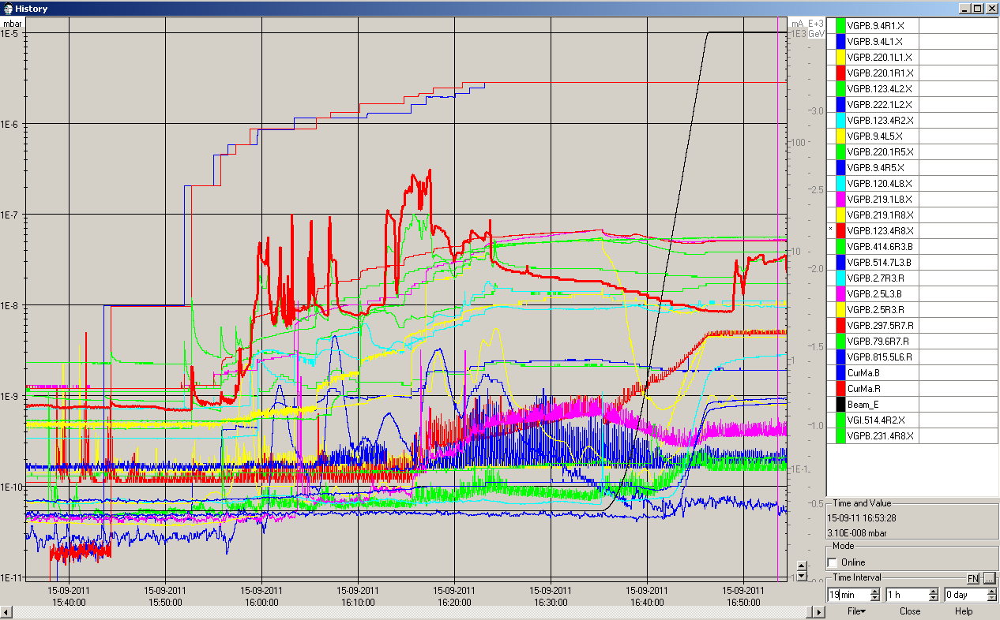 History
mbar
mA E+3
GeV
1E-5
1E3
1E-6
3.0
100
2.5
1E-7
10
2.0
1E-8
1.5
1
1E-9
1.0
1E-1
1E-10
0.5
1E-11
0.0
15-09-2011 15-09-2011 15-09-2011 15-09-2011 15-09-2011 15-09-2011 15-09-2011 15-09-2011
15:40:00 15:50:00 16:00:00 16:10:00 16:20:00 16:30:00 16:40:00 16:50:00
VGPB.9.4R1.X
VGPB.9.4L1.X
VGPB.220.1L1.X
VGPB.220.1R1.X
VGPB.123.4L2.X
VGPB.222.1L2.X
VGPB.123.4R2.X
VGPB.9.4L5.X
VGPB.220.1R5.X
VGPB.9.4R5.X
VGPB.120.4L8.X
VGPB.219.1L8.X
VGPB.219.1R8.X
* VGPB.123.4R8.X
VGPB.414.6R3.B
VGPB.514.7L3.B
VGPB.2.7R3.R
VGPB.2.5L3.B
VGPB.2.5R3.R
VGPB.297.5R7.R
VGPB.79.6R7.R
VGPB.815.5L6.R
CurMa.B
CurMa.R
Beam_E
VGI.514.4R2.X
VGPB.231.4R8.X
Time and Value
15-09-11 16:53:28
3.10E-008 mbar
Mode
Online
Time Interval
FN ...
19 min 1 h 0 day
File Close Help